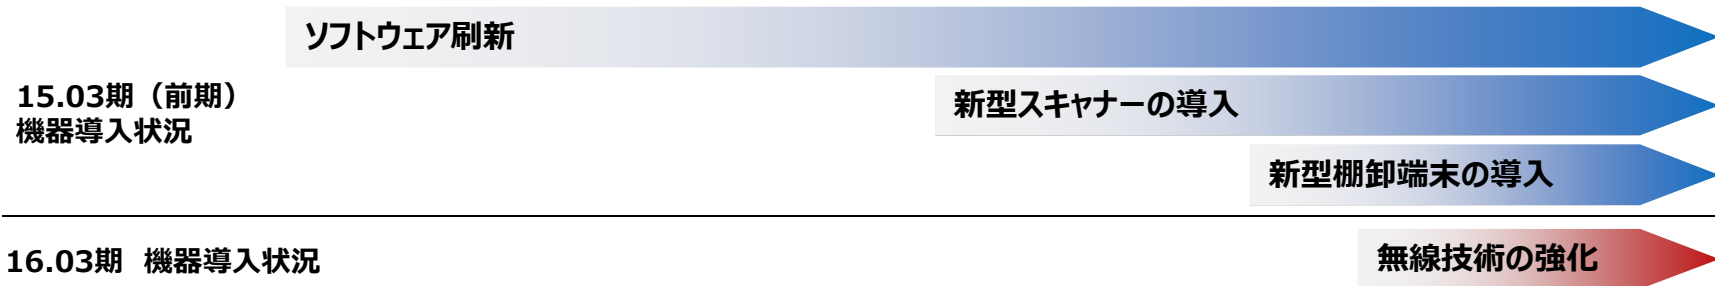 ソフトウェア刷新
15.03期（前期）
機器導入状況
新型スキャナーの導入
新型棚卸端末の導入
16.03期 機器導入状況
無線技術の強化